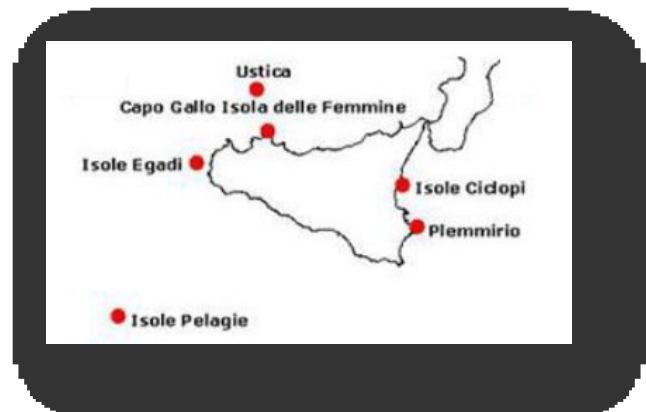 Ustica
Capo Gallo Isola delle Femmine
Isole Egadi
Isole Ciclopi
Plemmirio
Isole Pelagie